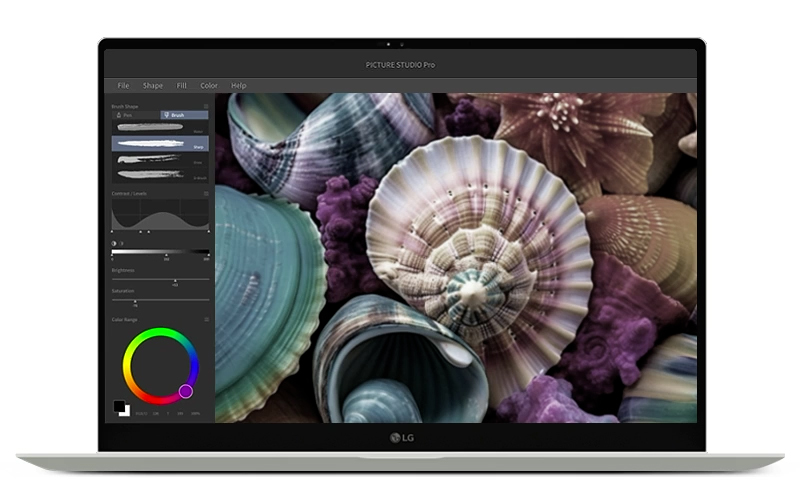 PICTURE STUDIO Pro
File Shape Fill Color Help
Brush Shape
Pen Brush
Contrast / Levels
Brightness
Saturation
Color Range
LG